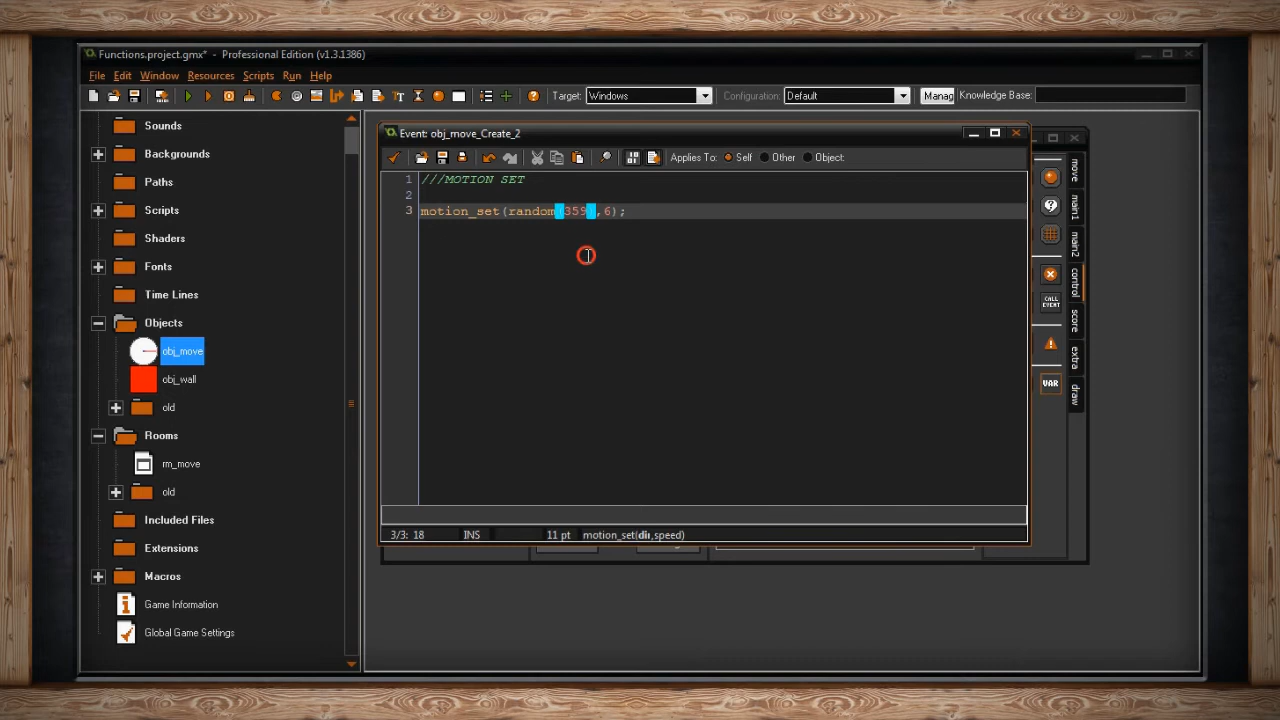 Functions.project.gmx* - Professional Edition (v1.3.1386)
File Edit Window Resources Scripts Run Help
Target: Windows Configuration: Default Manag Knowledge Base:
Sounds
Backgrounds
Paths
Scripts
Shaders
Fonts
Time Lines
Objects
obj_move
obj_wall
old
Rooms
rm_move
old
Included Files
Extensions
Macros
Game Information
Global Game Settings
Event: obj_move_Create_2
Applies To: Self Other Object:
1 ///MOTION SET
2
3 motion_set(random(359),6);
3/3: 18 INS 11 pt motion_set(dir,speed)
move
main1
main2
control
score
extra
draw
CALL EVENT
VAR